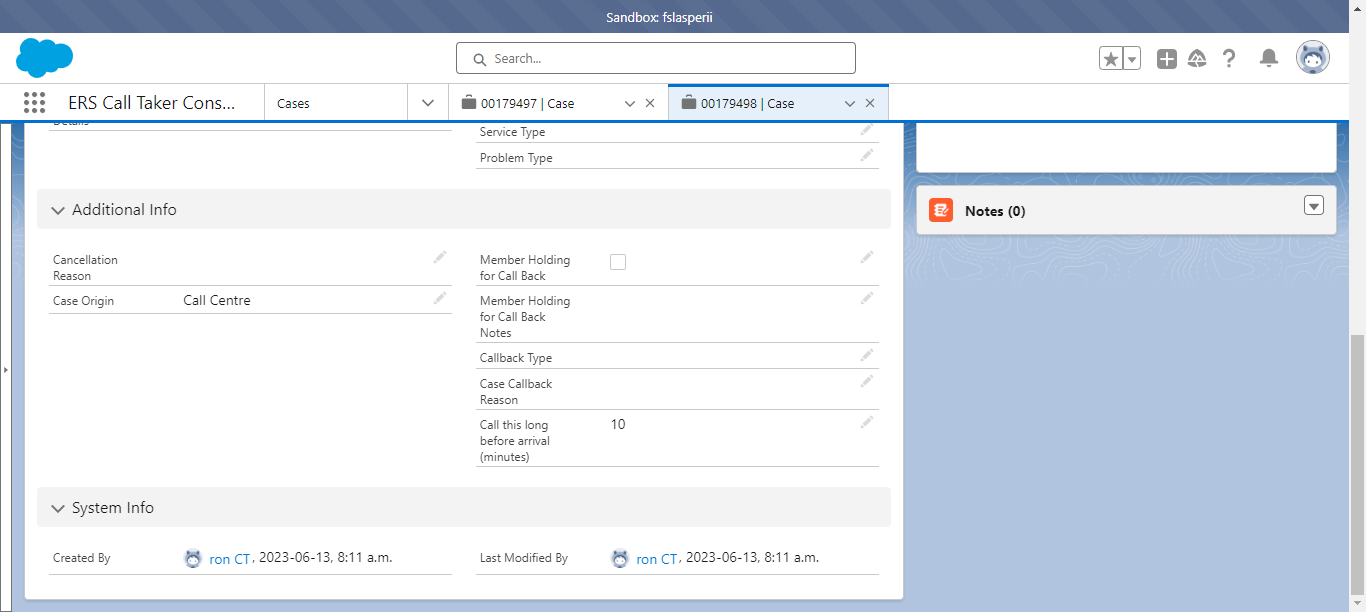 Sandbox: fslasperii
Search...
ERS Call Taker Cons...
Cases
00179497 | Case
00179498 | Case
Details
Service Type
Problem Type
Additional Info
Cancellation
Reason
Case Origin
Call Centre
Member Holding
for Call Back
Member Holding
for Call Back
Notes
Callback Type
Case Callback
Reason
Call this long
before arrival
(minutes)
10
System Info
Created By
ron CT, 2023-06-13, 8:11 a.m.
Last Modified By
ron CT, 2023-06-13, 8:11 a.m.
Notes (0)